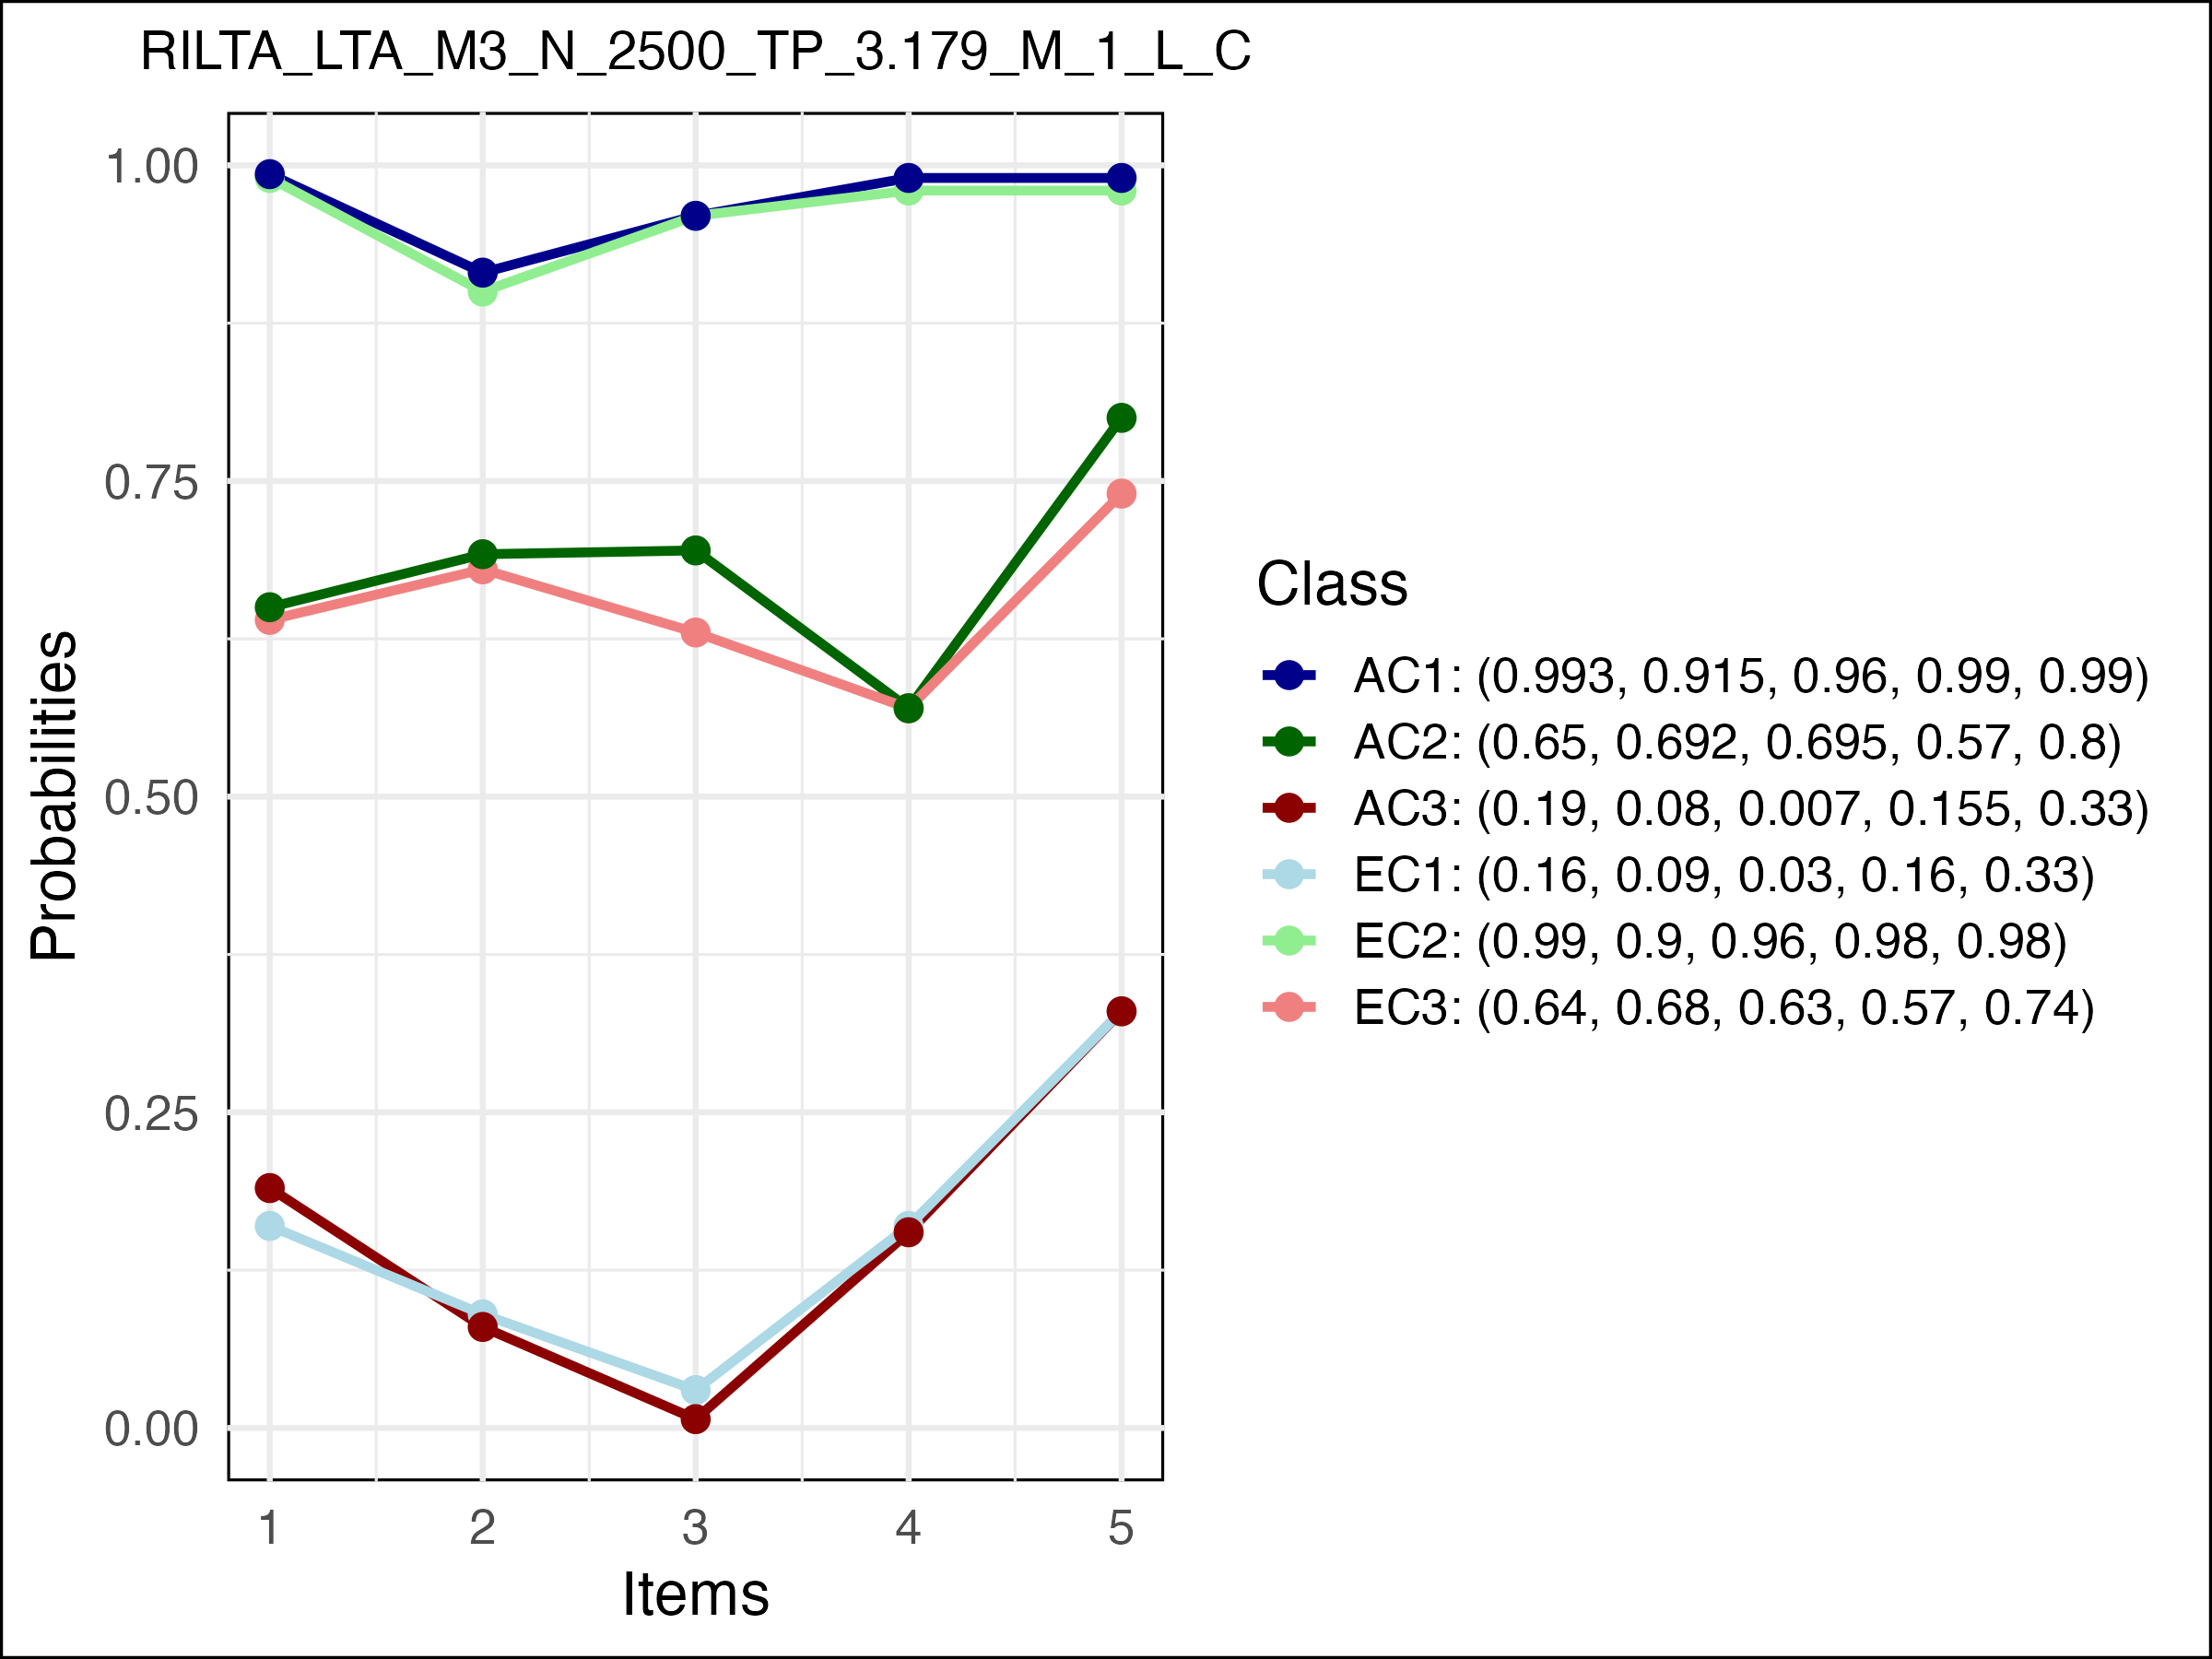 RILTA_LTA_M3_N_2500_TP_3.179_M_1_L_C
1.00
0.75
0.50
0.25
0.00
Probabilities
1 2 3 4 5
Items
Class
AC1: (0.993, 0.915, 0.96, 0.99, 0.99)
AC2: (0.65, 0.692, 0.695, 0.57, 0.8)
AC3: (0.19, 0.08, 0.007, 0.155, 0.33)
EC1: (0.16, 0.09, 0.03, 0.16, 0.33)
EC2: (0.99, 0.9, 0.96, 0.98, 0.98)
EC3: (0.64, 0.68, 0.63, 0.57, 0.74)